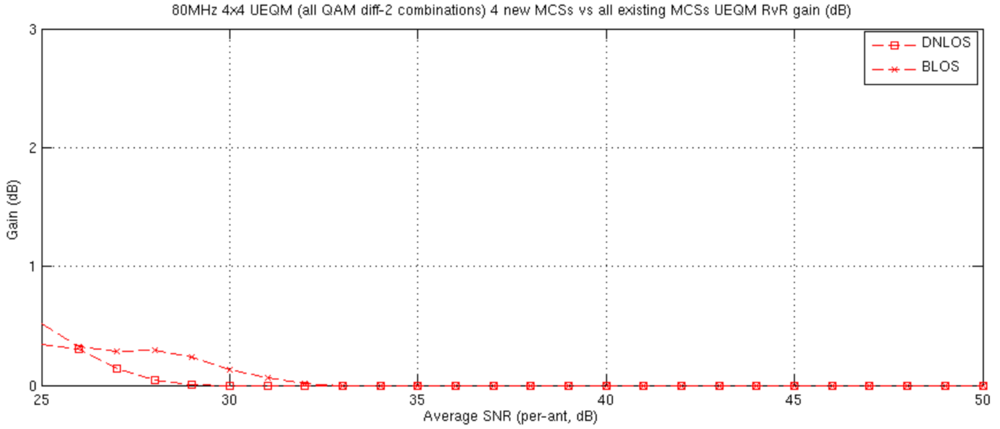 80MHz 4x4 UEQM (all QAM diff-2 combinations) 4 new MCSs vs all existing MCSs UEQM RvR gain (dB)
3
2
1
0
Gain (dB)
DNLOS
BLOS
25
30
35
40
45
50
Average SNR (per-ant, dB)